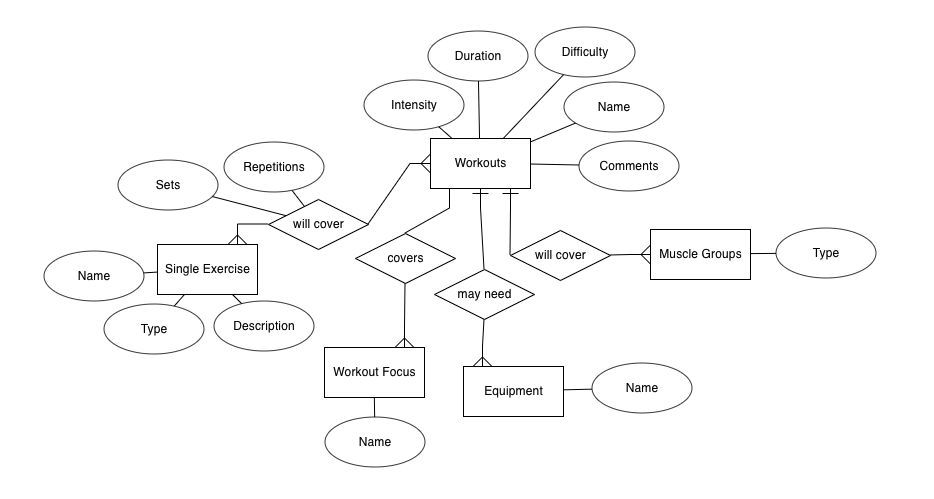 Difficulty
Duration
Intensity
Name
Workouts
Comments
Repetitions
Sets
will cover
covers
will cover
Muscle Groups
Type
Single Exercise
Name
may need
Type
Description
Workout Focus
Equipment
Name
Name